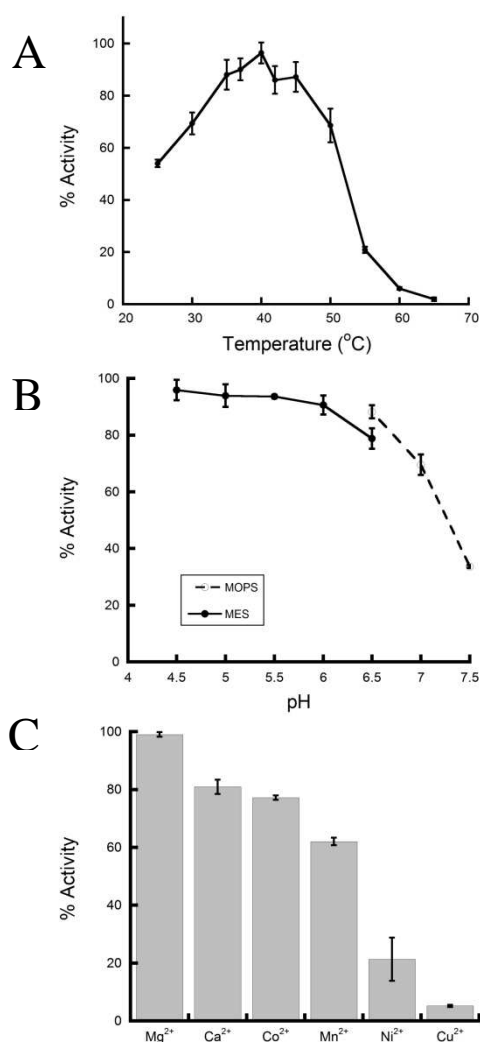 A
100
80
60
40
20
0
% Activity
20 30 40 50 60 70
Temperature (°C)
B
100
80
60
40
20
0
% Activity
MOPS
MES
4 4.5 5 5.5 6 6.5 7 7.5
pH
C
100
80
60
40
20
0
% Activity
Mg²⁺ Ca²⁺ Co²⁺ Mn²⁺ Ni²⁺ Cu²⁺